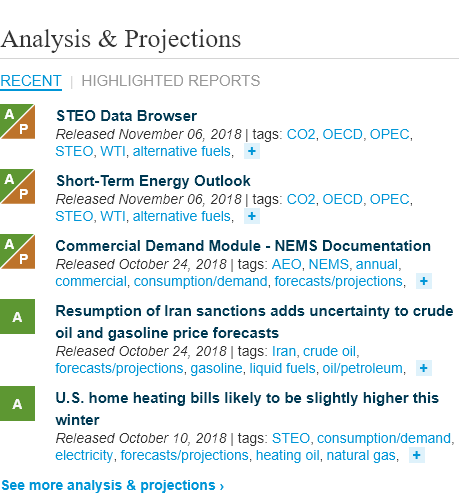 Analysis & Projections
RECENT | HIGHLIGHTED REPORTS
A P
STEO Data Browser
Released November 06, 2018 | tags: CO2, OECD, OPEC,
STEO, WTI, alternative fuels, +
A P
Short-Term Energy Outlook
Released November 06, 2018 | tags: CO2, OECD, OPEC,
STEO, WTI, alternative fuels, +
A P
Commercial Demand Module - NEMS Documentation
Released October 24, 2018 | tags: AEO, NEMS, annual,
commercial, consumption/demand, forecasts/projections, +
A
Resumption of Iran sanctions adds uncertainty to crude
oil and gasoline price forecasts
Released October 24, 2018 | tags: Iran, crude oil,
forecasts/projections, gasoline, liquid fuels, oil/petroleum, +
A
U.S. home heating bills likely to be slightly higher this
winter
Released October 10, 2018 | tags: STEO, consumption/demand,
electricity, forecasts/projections, heating oil, natural gas, +
See more analysis & projections ›